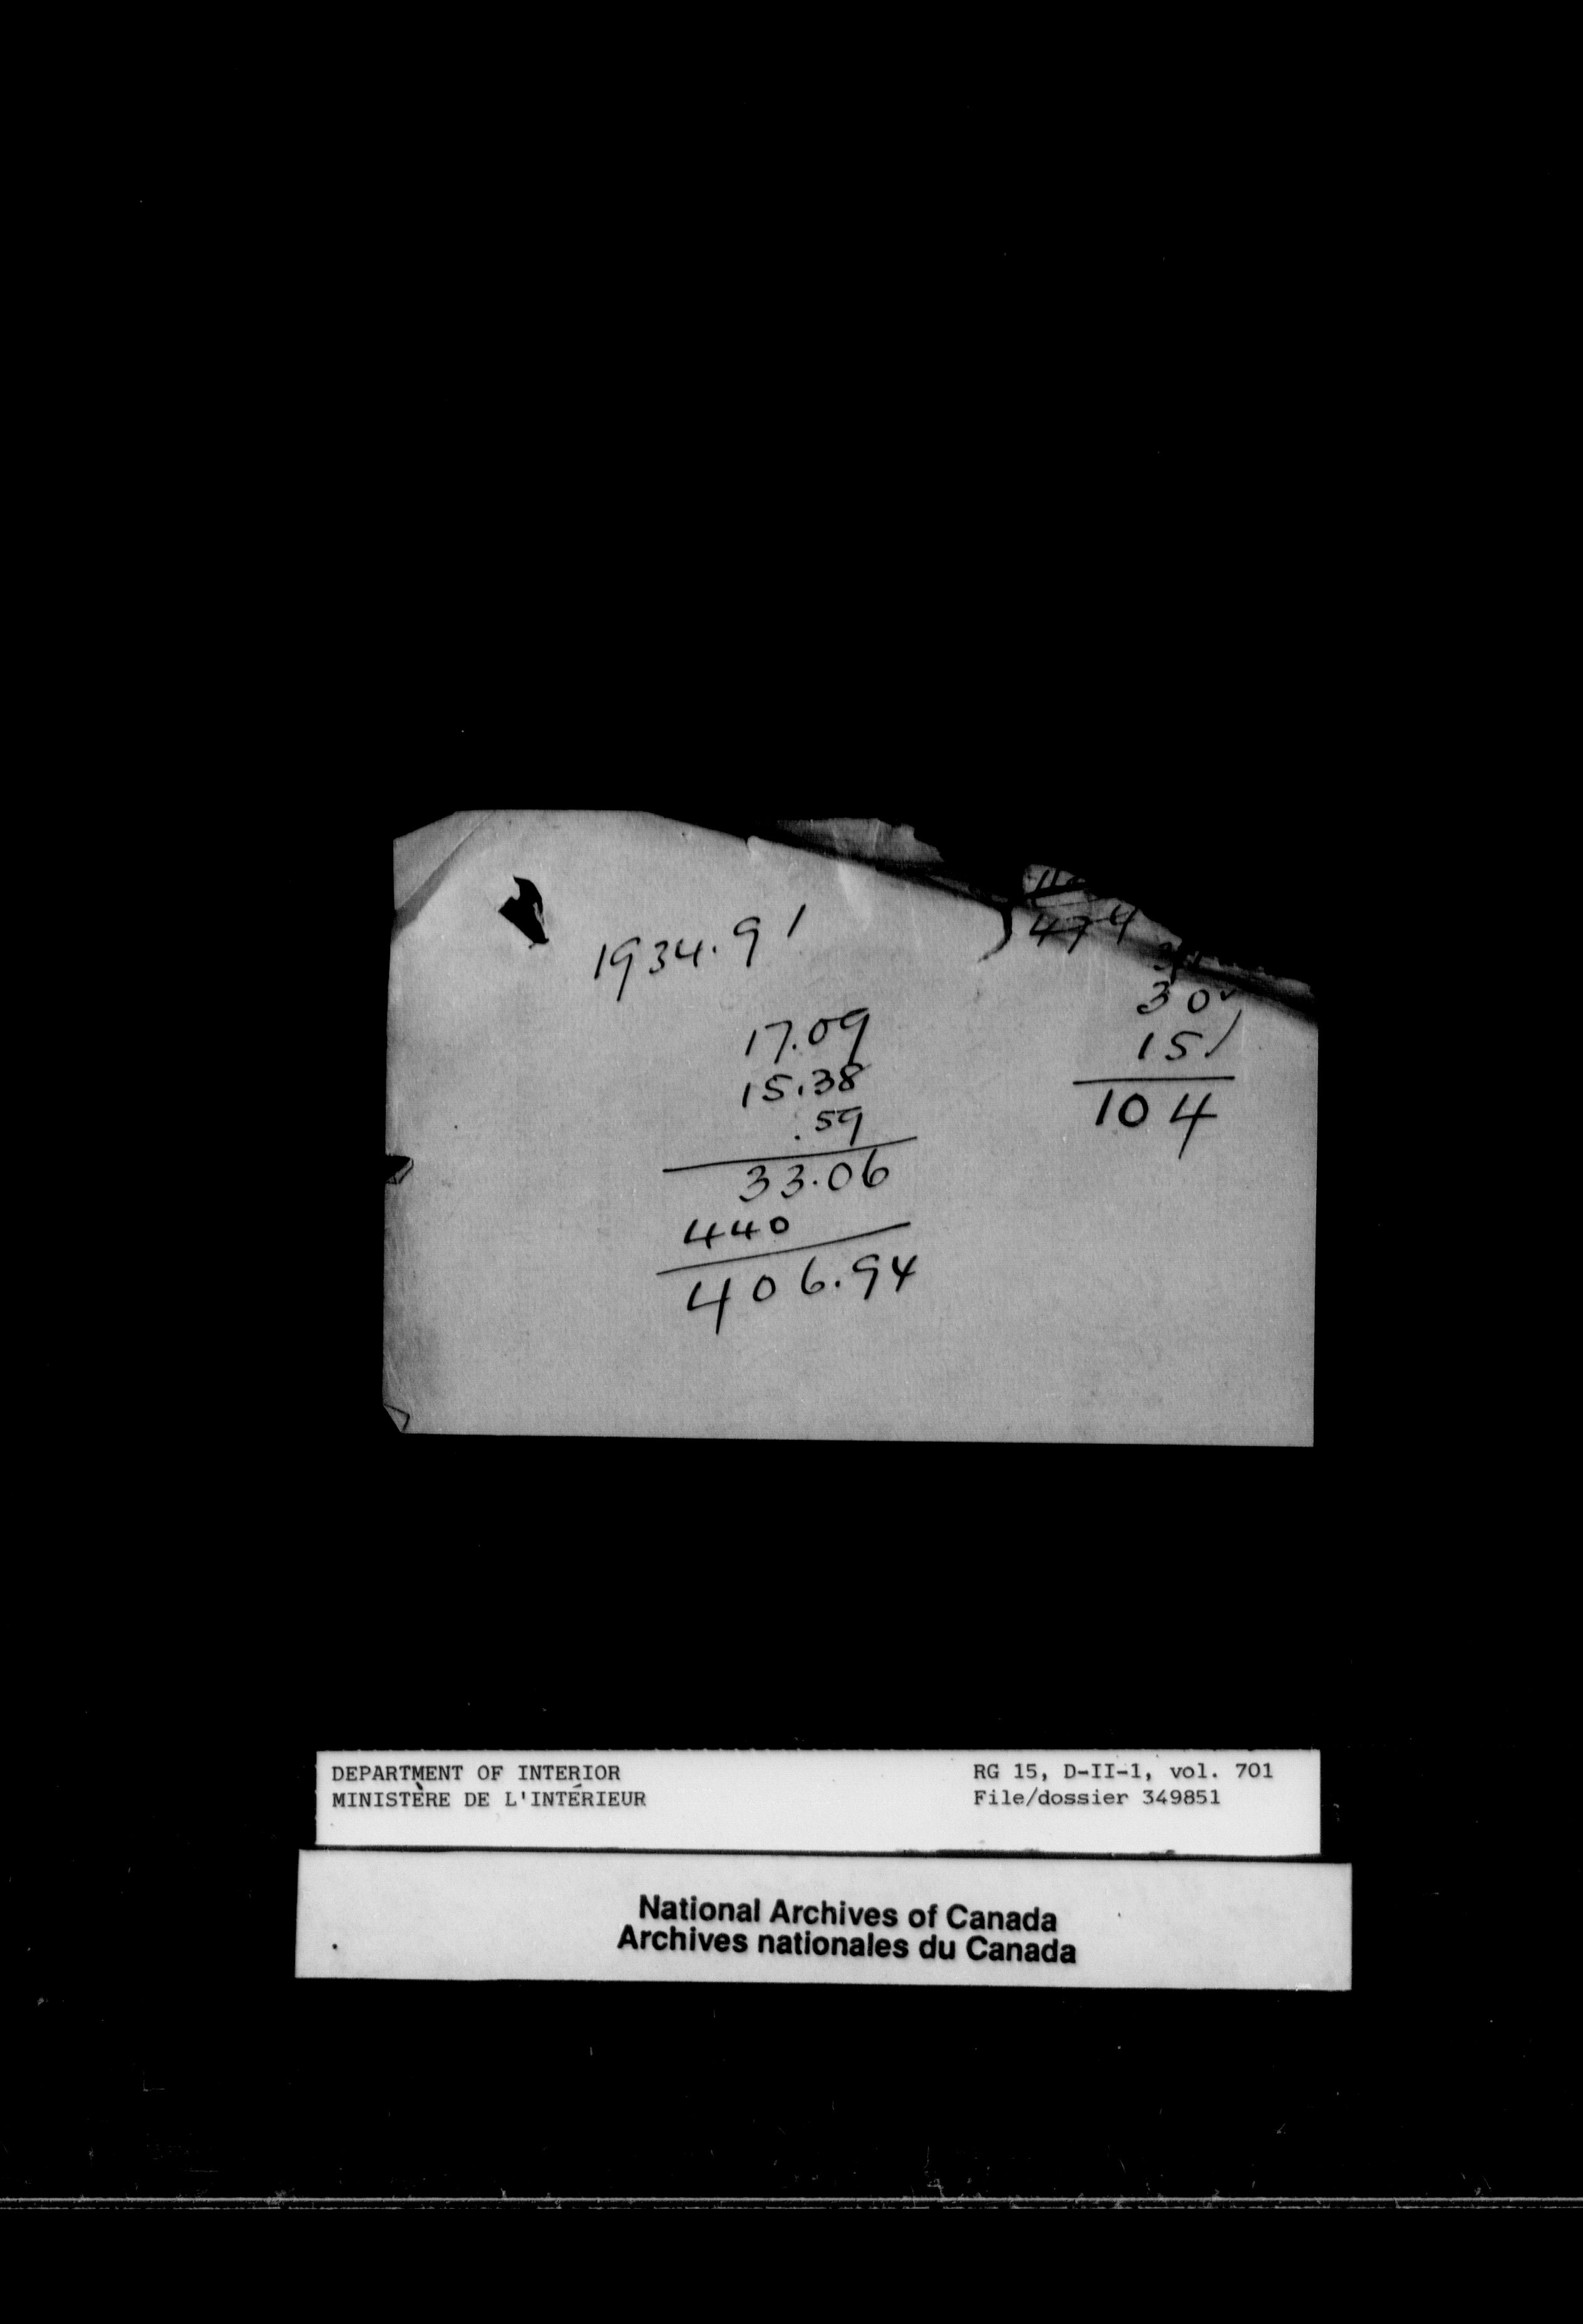 1934.91
17.09
15.38
.59
33.06
440
406.94
474
30✓
15/
104
DEPARTMENT OF INTERIOR
MINISTÈRE DE L'INTÉRIEUR
RG 15, D-II-1, vol. 701
File/dossier 349851
National Archives of Canada
Archives nationales du Canada